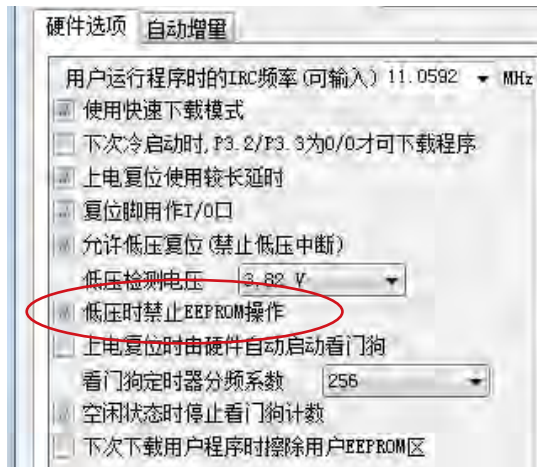 硬件选项 自动增量
用户运行程序时的IRC频率(可输入) 11.0592 MHz
使用快速下载模式
下次冷启动时, P3.2/P3.3为0/0才可下载程序
上电复位使用较长延时
复位脚用作I/O口
允许低压复位(禁止低压中断)
低压检测电压 3.82 V
低压时禁止EEPROM操作
上电复位时由硬件自动启动看门狗
看门狗定时器分频系数 256
空闲状态时停止看门狗计数
下次下载用户程序时擦除用户EEPROM区